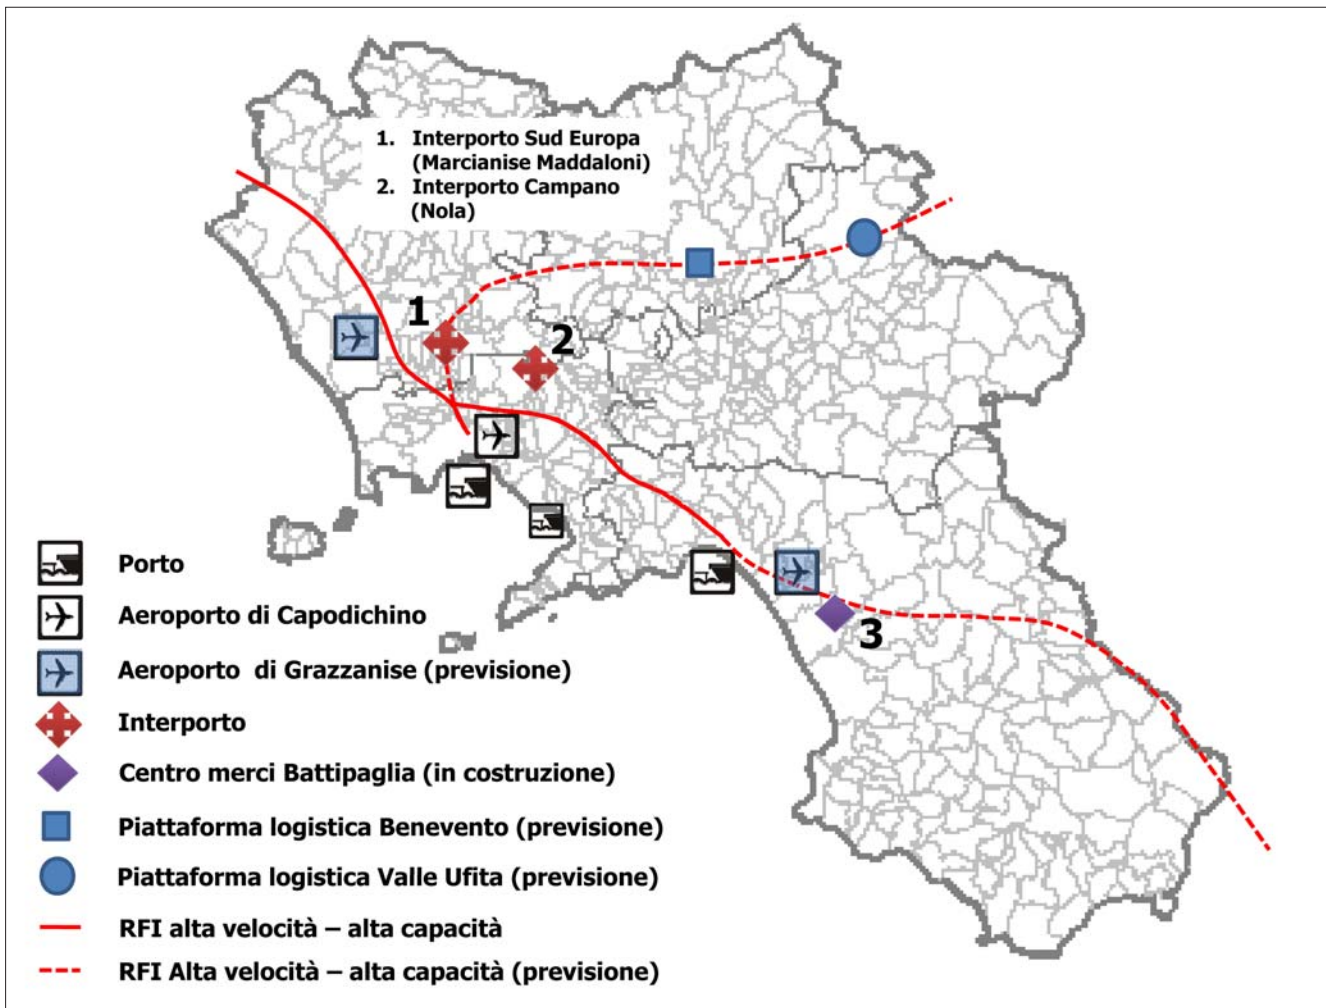 1. Interporto Sud Europa
(Marcianise Maddaloni)
2. Interporto Campano
(Nola)
1
2
3
Porto
Aeroporto di Capodichino
Aeroporto di Grazzanise (previsione)
Interporto
Centro merci Battipaglia (in costruzione)
Piattaforma logistica Benevento (previsione)
Piattaforma logistica Valle Ufita (previsione)
RFI alta velocità – alta capacità
RFI Alta velocità – alta capacità (previsione)